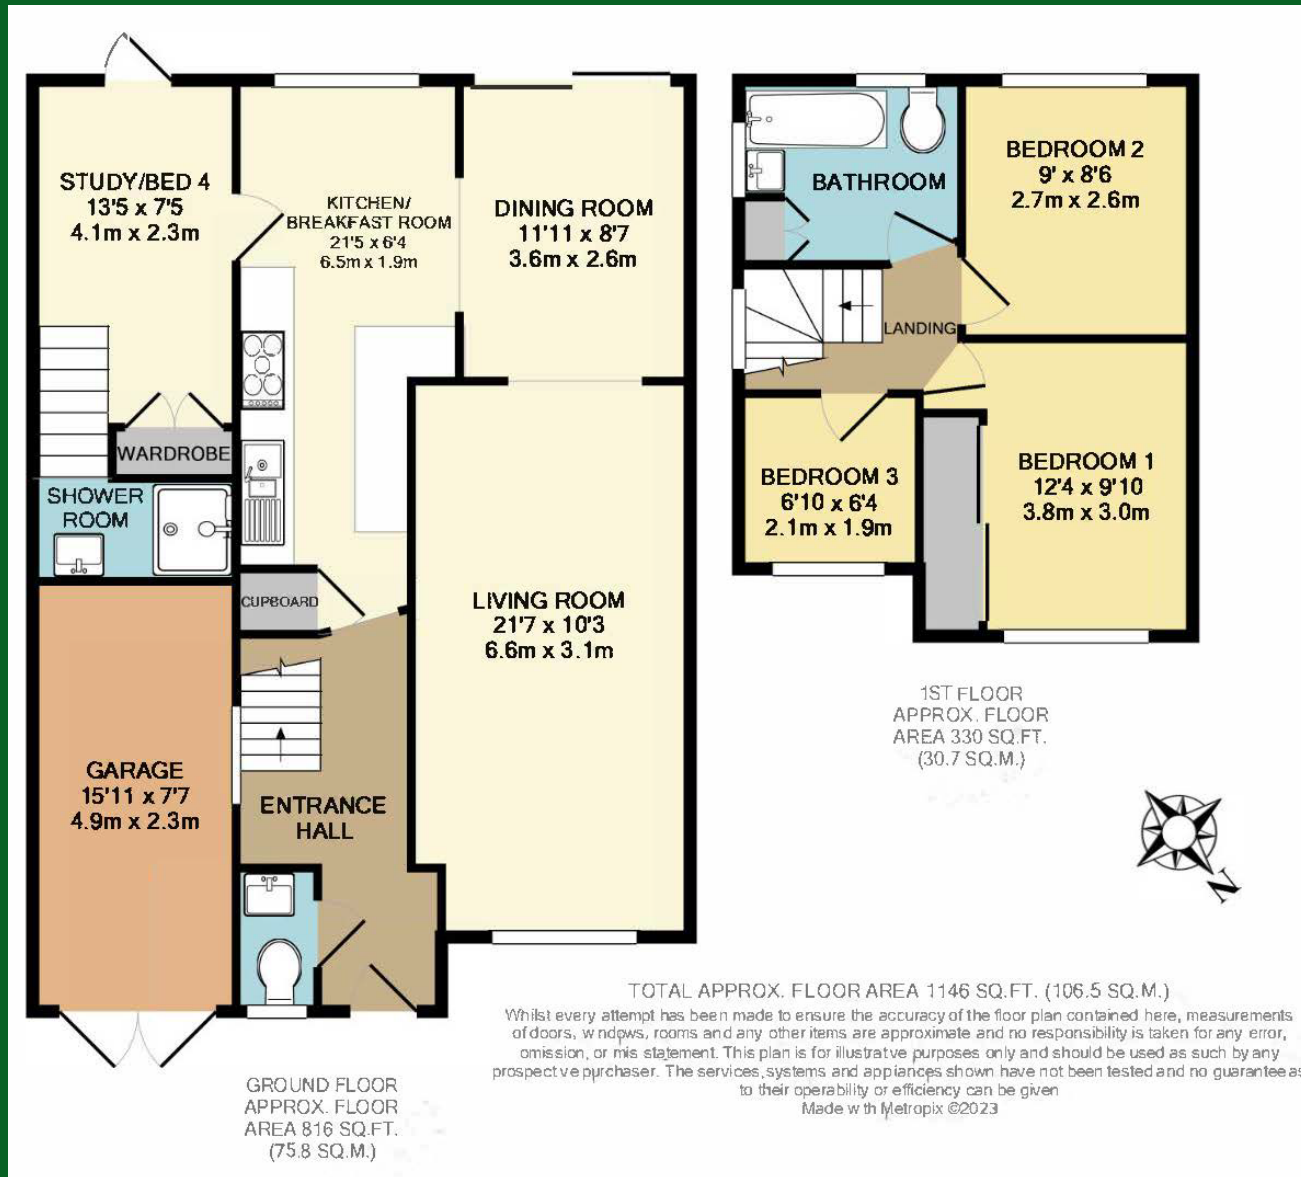 STUDY/BED 4
13'5 x 7'5
4.1m x 2.3m
KITCHEN/
BREAKFAST ROOM
21'5 x 6'4
6.5m x 1.9m
DINING ROOM
11'11 x 8'7
3.6m x 2.6m
WARDROBE
SHOWER
ROOM
CUPBOARD
LIVING ROOM
21'7 x 10'3
6.6m x 3.1m
GARAGE
15'11 x 7'7
4.9m x 2.3m
ENTRANCE
HALL
GROUND FLOOR
APPROX. FLOOR
AREA 816 SQ.FT.
(75.8 SQ.M.)
BATHROOM
BEDROOM 2
9' x 8'6
2.7m x 2.6m
LANDING
BEDROOM 3
6'10 x 6'4
2.1m x 1.9m
BEDROOM 1
12'4 x 9'10
3.8m x 3.0m
1ST FLOOR
APPROX. FLOOR
AREA 330 SQ.FT.
(30.7 SQ.M.)
N
TOTAL APPROX. FLOOR AREA 1146 SQ.FT. (106.5 SQ.M.)
Whilst every attempt has been made to ensure the accuracy of the floor plan contained here, measurements
of doors, windows, rooms and any other items are approximate and no responsibility is taken for any error,
omission, or mis statement. This plan is for illustrative purposes only and should be used as such by any
prospective purchaser. The services, systems and appliances shown have not been tested and no guarantee as
to their operability or efficiency can be given
Made with Metropix ©2023